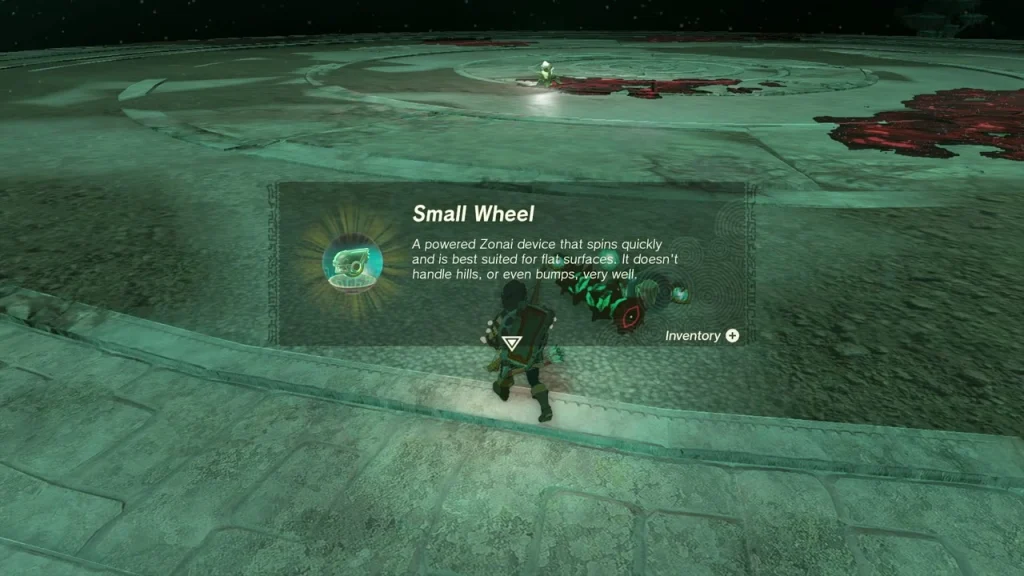 Small Wheel
A powered Zonai device that spins quickly
and is best suited for flat surfaces. It doesn't
handle hills, or even bumps, very well.
Inventory